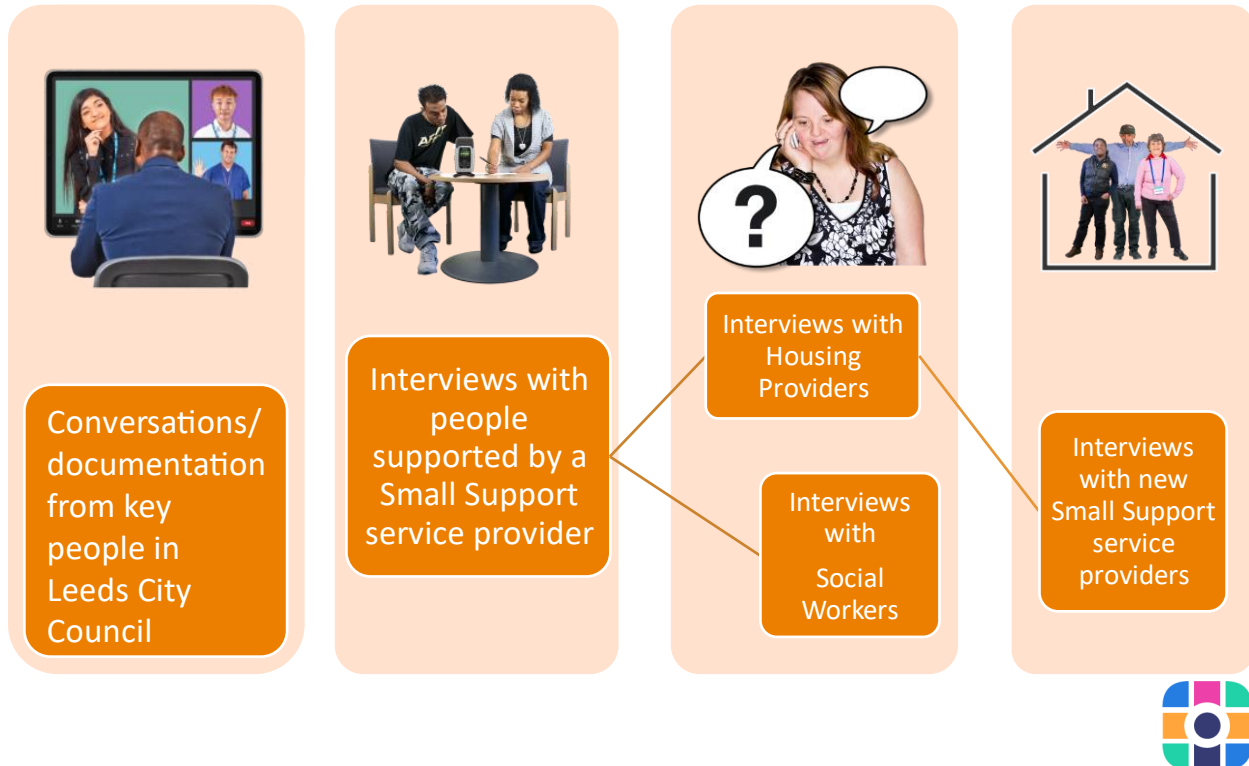 Conversations/
documentation
from key
people in
Leeds City
Council
Interviews with
people
supported by a
Small Support
service provider
?
Interviews with
Housing
Providers
Interviews
with
Social
Workers
Interviews
with new
Small Support
service
providers